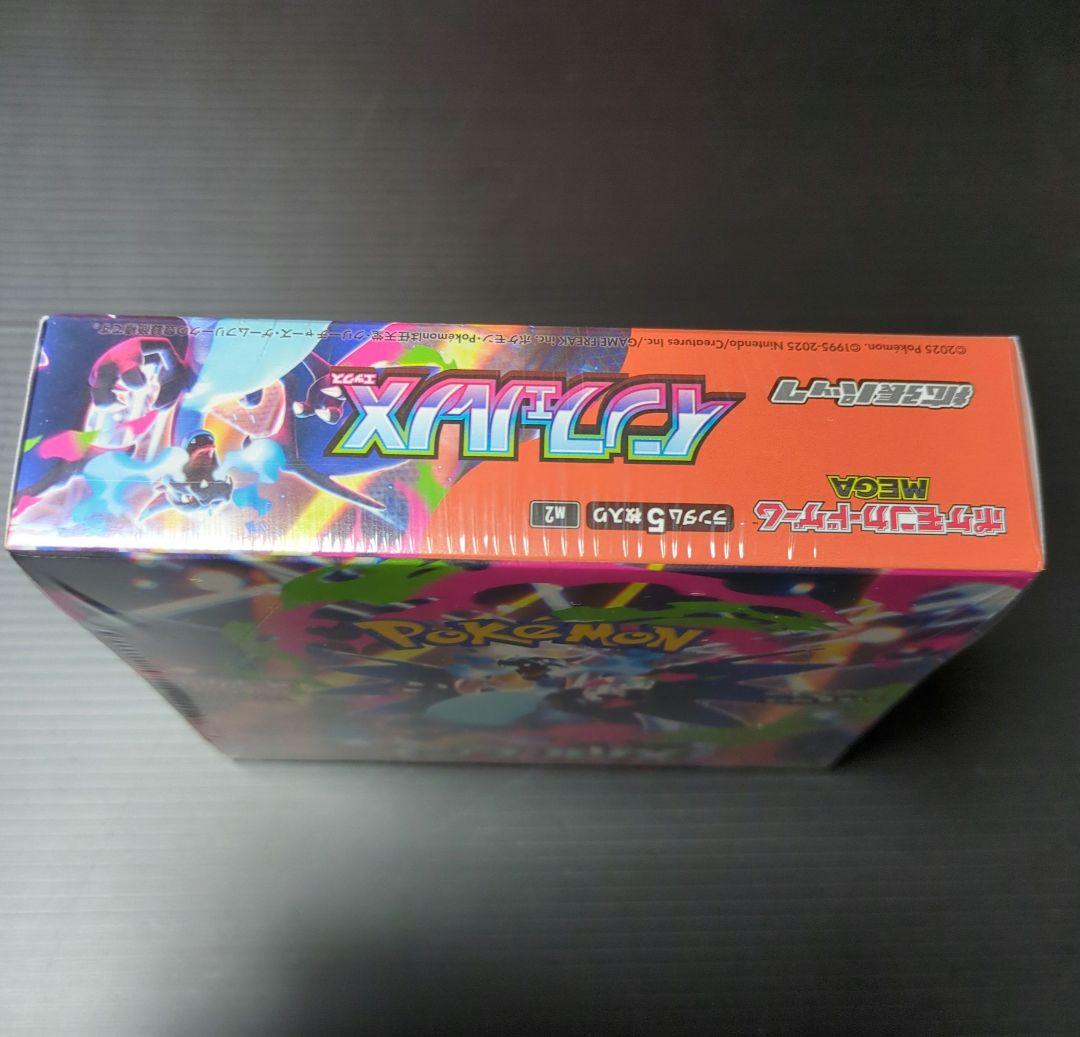 ポケモンカードゲーム
MEGA
拡張パック
ランダム5枚入り
M2
インフェルノX
エックス
©2025 Pokémon. ©1995-2025 Nintendo/Creatures Inc./GAME FREAK inc. ポケモン・Pokémonは任天堂・クリーチャーズ・ゲームフリークの登録商標です。
POKÉMON